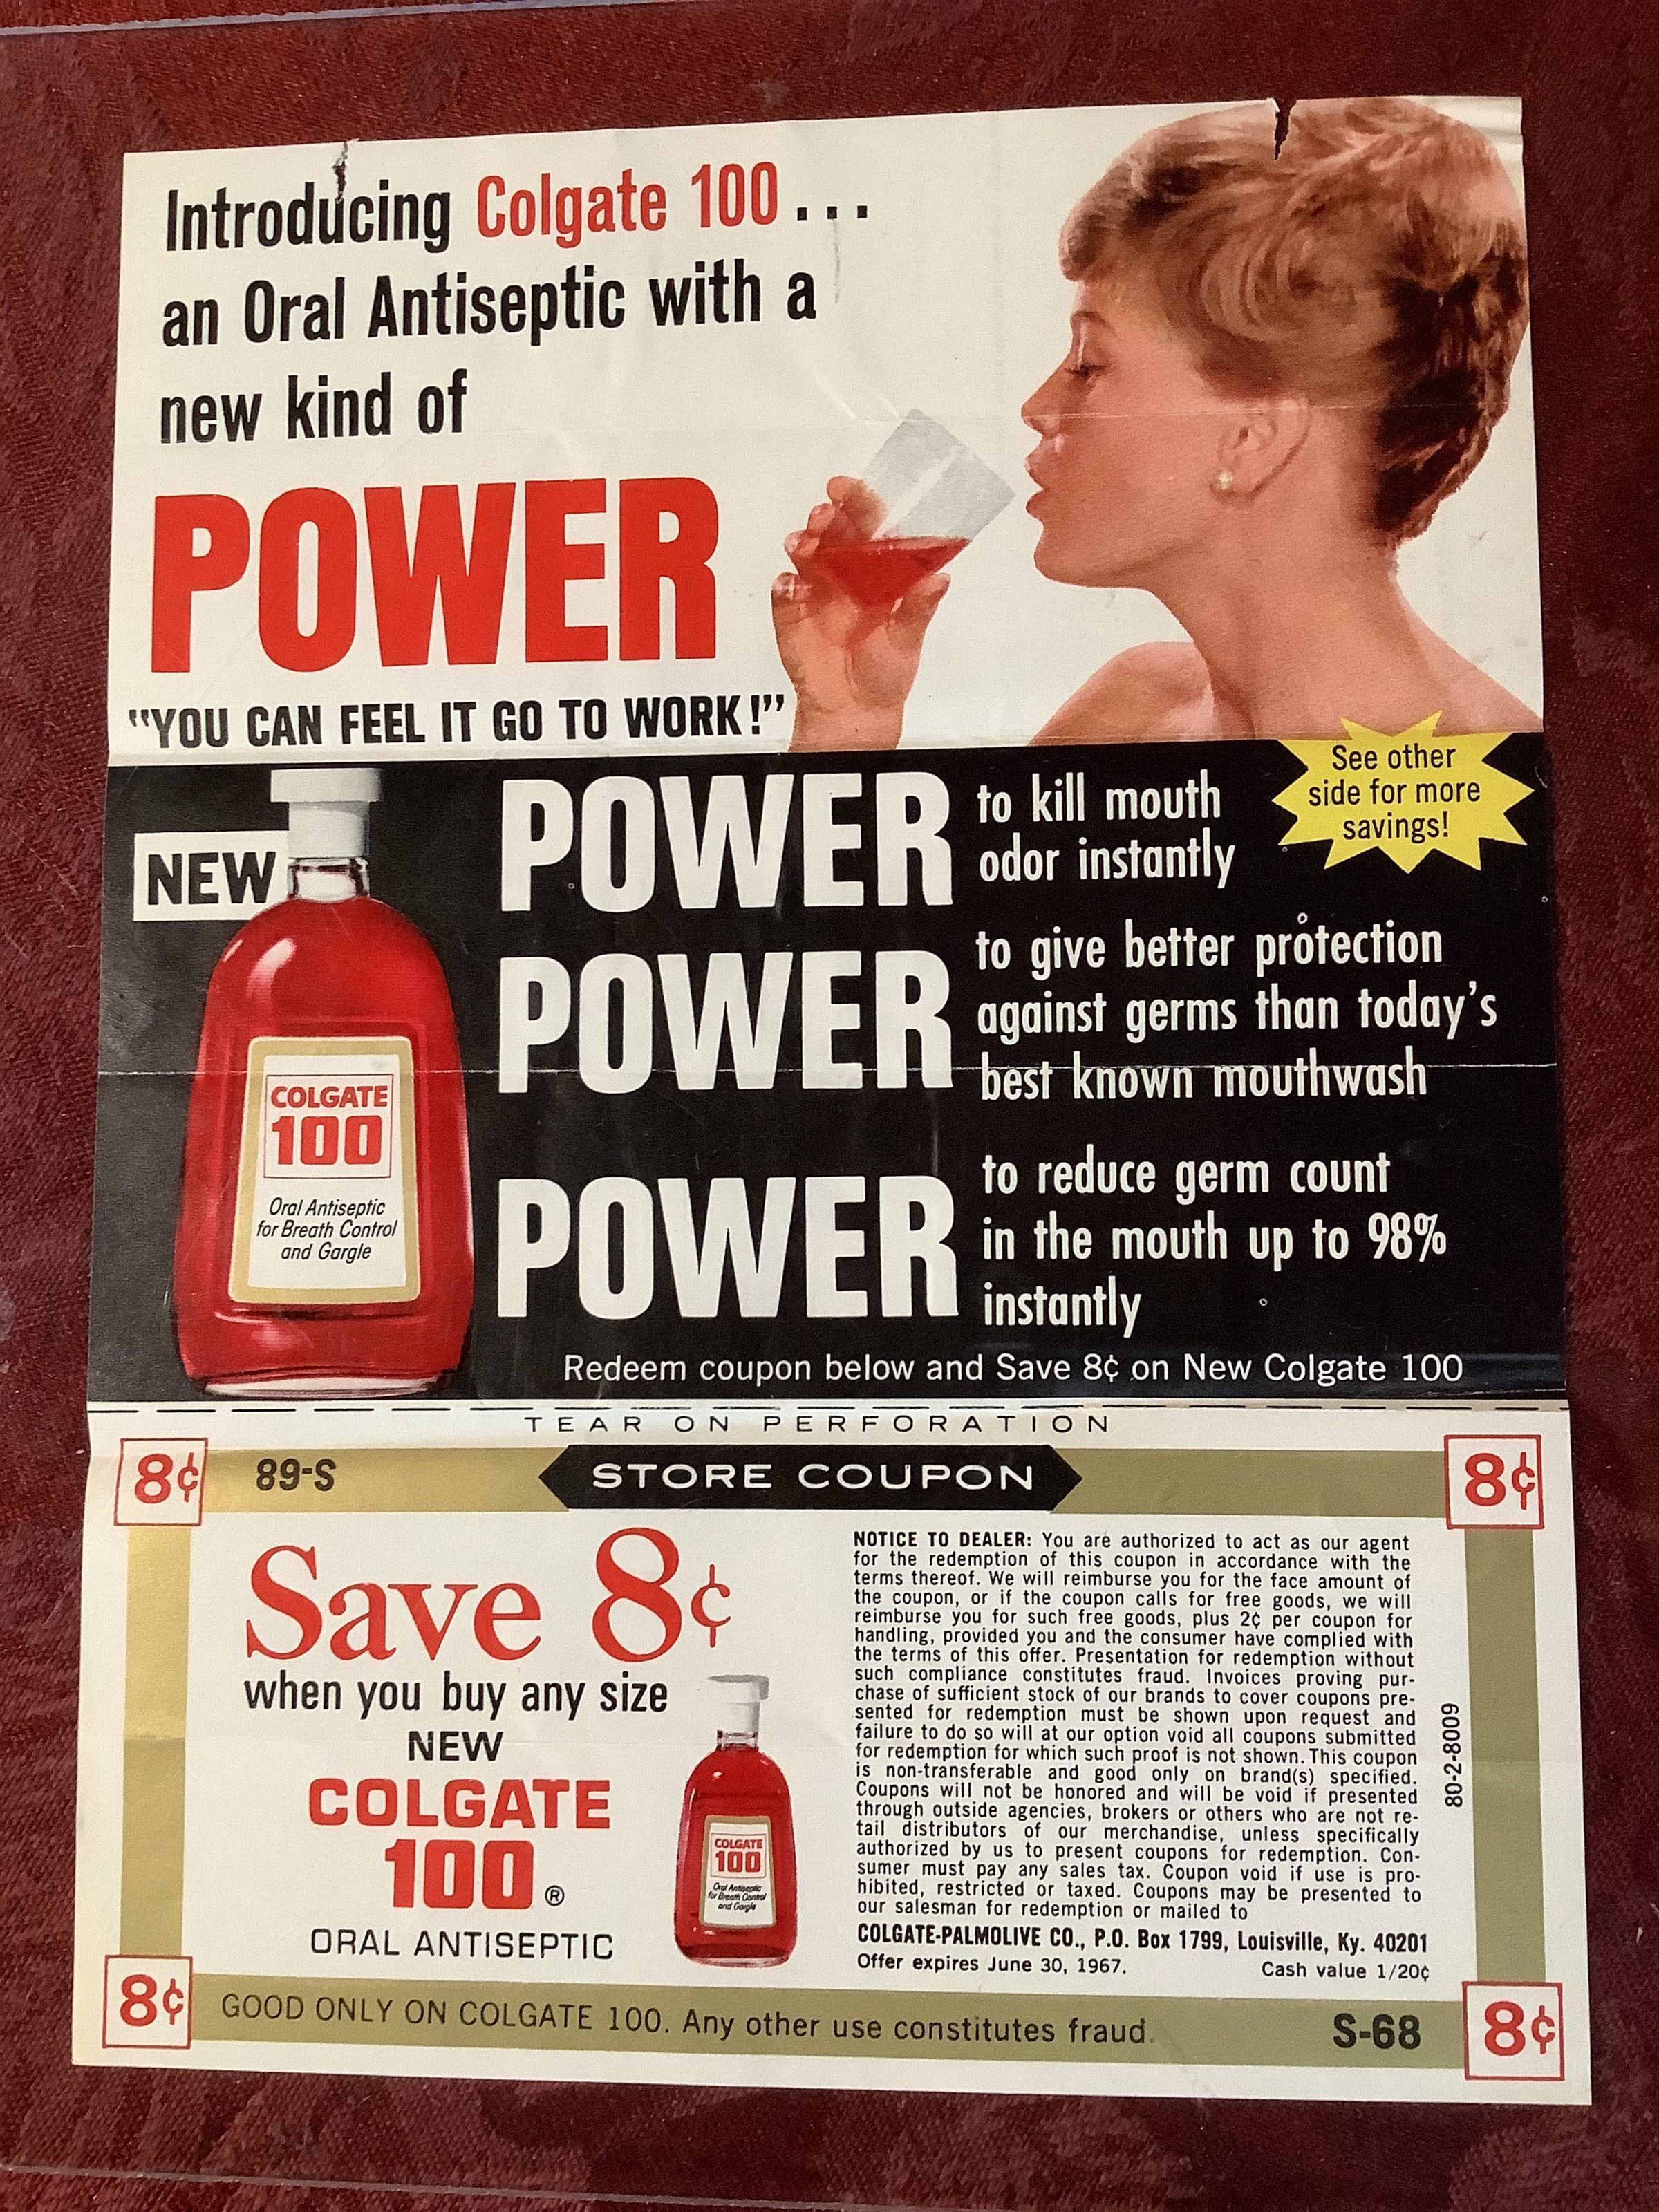 Introducing Colgate 100...
an Oral Antiseptic with a
new kind of
POWER
"YOU CAN FEEL IT GO TO WORK!"
See other
side for more
savings!
NEW
POWER to kill mouth
odor instantly
POWER to give better protection
against germs than today's
best known mouthwash
POWER to reduce germ count
in the mouth up to 98%
instantly
COLGATE
100
Oral Antiseptic
for Breath Control
and Gargle
Redeem coupon below and Save 8¢ on New Colgate 100
TEAR ON PERFORATION
8¢ 89-S STORE COUPON 8¢
Save 8¢
when you buy any size
NEW
COLGATE
100®
ORAL ANTISEPTIC
COLGATE
100
Oral Antiseptic
for Breath Control
and Gargle
NOTICE TO DEALER: You are authorized to act as our agent
for the redemption of this coupon in accordance with the
terms thereof. We will reimburse you for the face amount of
the coupon, or if the coupon calls for free goods, we will
reimburse you for such free goods, plus 2¢ per coupon for
handling, provided you and the consumer have complied with
the terms of this offer. Presentation for redemption without
such compliance constitutes fraud. Invoices proving pur-
chase of sufficient stock of our brands to cover coupons pre-
sented for redemption must be shown upon request and
failure to do so will at our option void all coupons submitted
for redemption for which such proof is not shown. This coupon
is non-transferable and good only on brand(s) specified.
Coupons will not be honored and will be void if presented
through outside agencies, brokers or others who are not re-
tail distributors of our merchandise, unless specifically
authorized by us to present coupons for redemption. Con-
sumer must pay any sales tax. Coupon void if use is pro-
hibited, restricted or taxed. Coupons may be presented to
our salesman for redemption or mailed to
COLGATE-PALMOLIVE CO., P.O. Box 1799, Louisville, Ky. 40201
Offer expires June 30, 1967. Cash value 1/20¢
80-2-8009
8¢ GOOD ONLY ON COLGATE 100. Any other use constitutes fraud. S-68 8¢